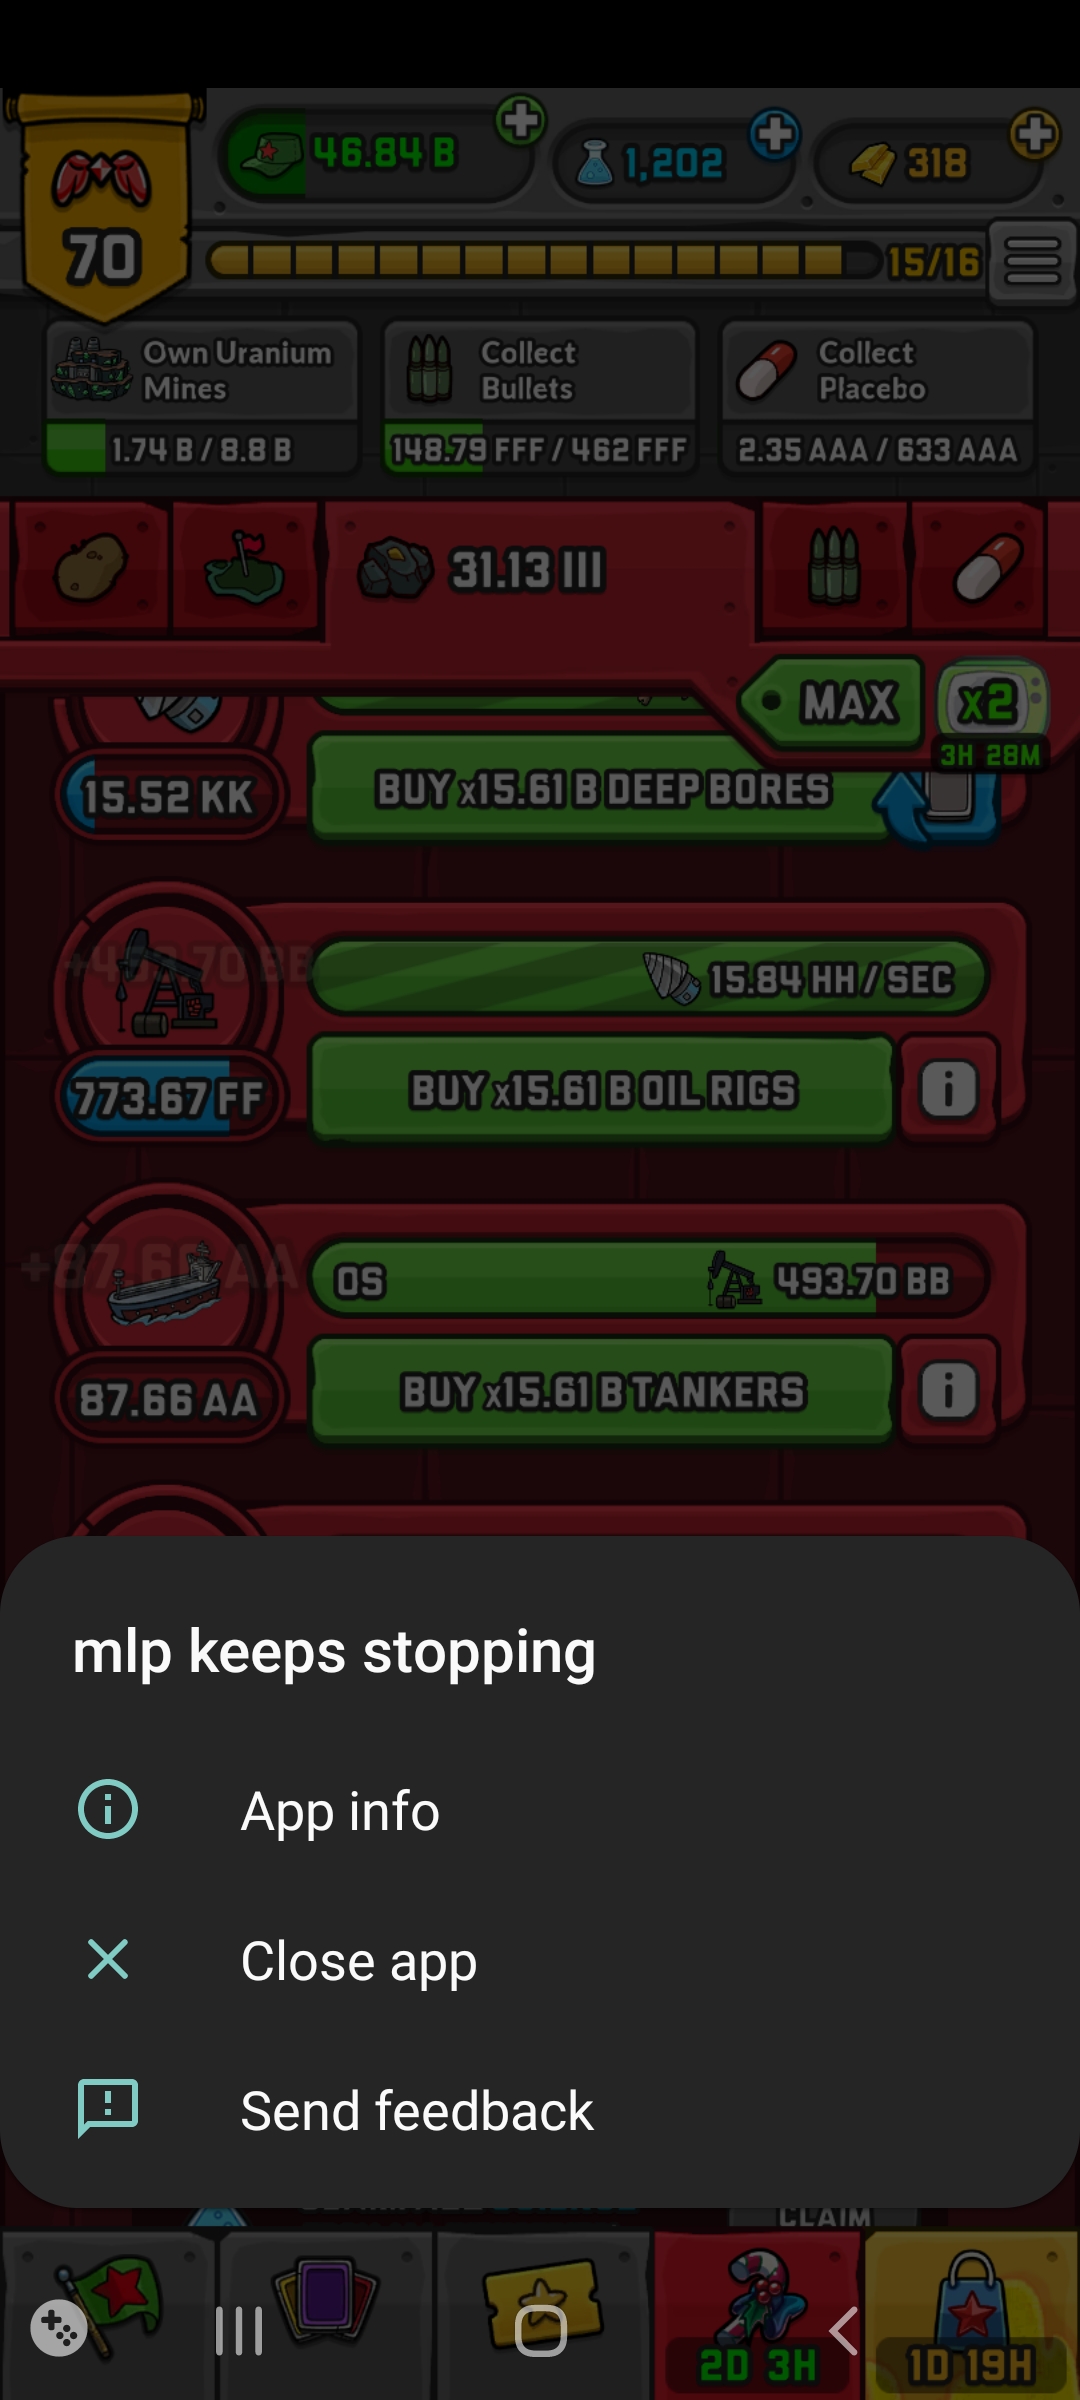 46.84 B
1,202
318
70
15/16
Own Uranium
Mines
1.74 B / 8.8 B
Collect
Bullets
148.79 FFF / 462 FFF
Collect
Placebo
2.35 AAA / 633 AAA
31.13 III
MAX
x2
3H 28M
15.52 KK
BUY x15.61 B DEEP BORES
15.84 HH / SEC
773.67 FF
BUY x15.61 B OIL RIGS
i
0S
493.70 BB
87.66 AA
BUY x15.61 B TANKERS
i
mlp keeps stopping
App info
Close app
Send feedback
CLAIM
2D 3H
1D 19H